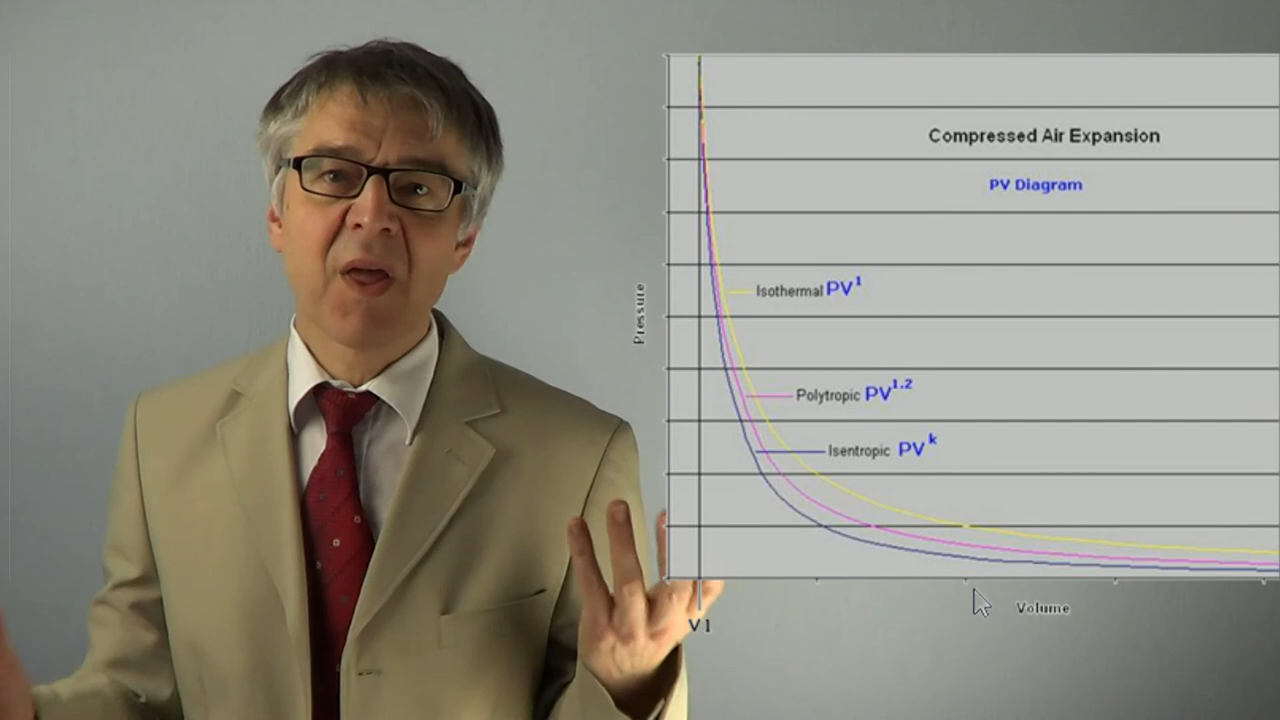 Compressed Air Expansion
PV Diagram
Isothermal PV¹
Pressure
Polytropic PV¹·²
Isentropic PVᵏ
Volume
V1